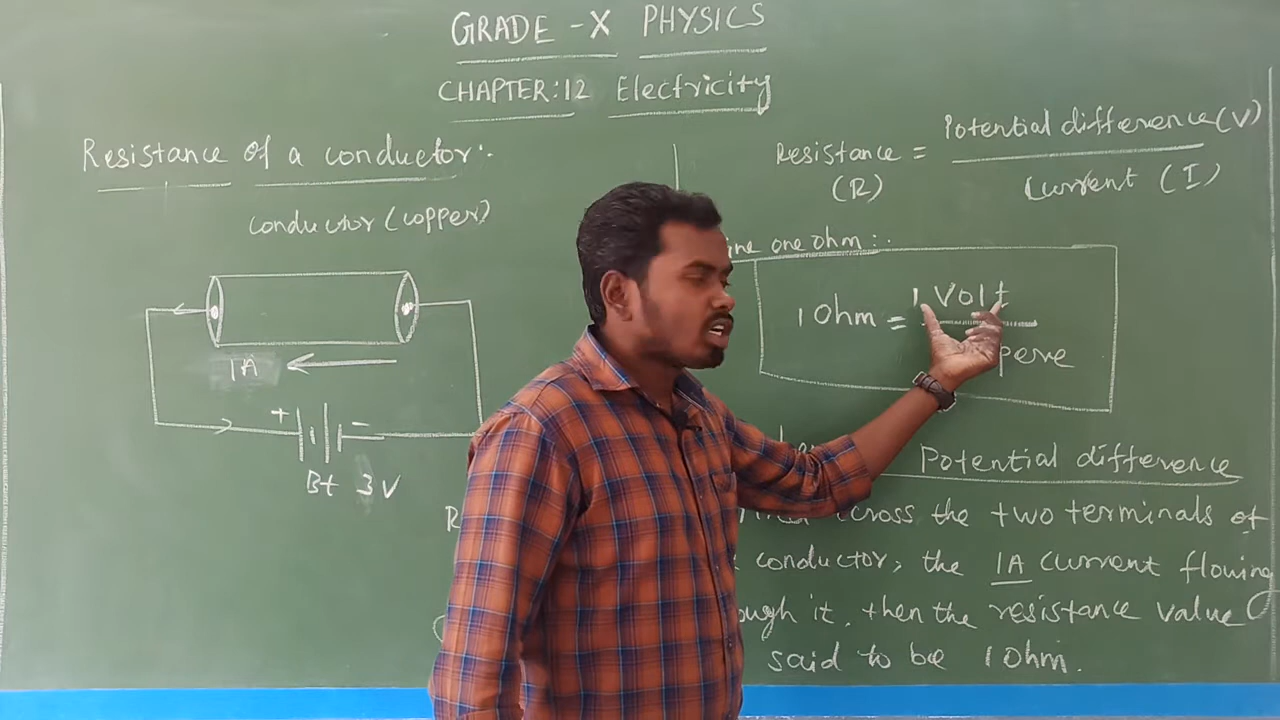 GRADE -X PHYSICS
CHAPTER:12 Electricity
Resistance of a conductor:.
conductor (copper)
1A
+ -
Bt 3V
R
Resistance = Potential difference (V)
(R) Current (I)
ine one ohm:.
1 Ohm = 1 Volt
pere
Potential difference
across the two terminals of
conductor, the 1A current flowing
ough it, then the resistance value
said to be 1 Ohm.